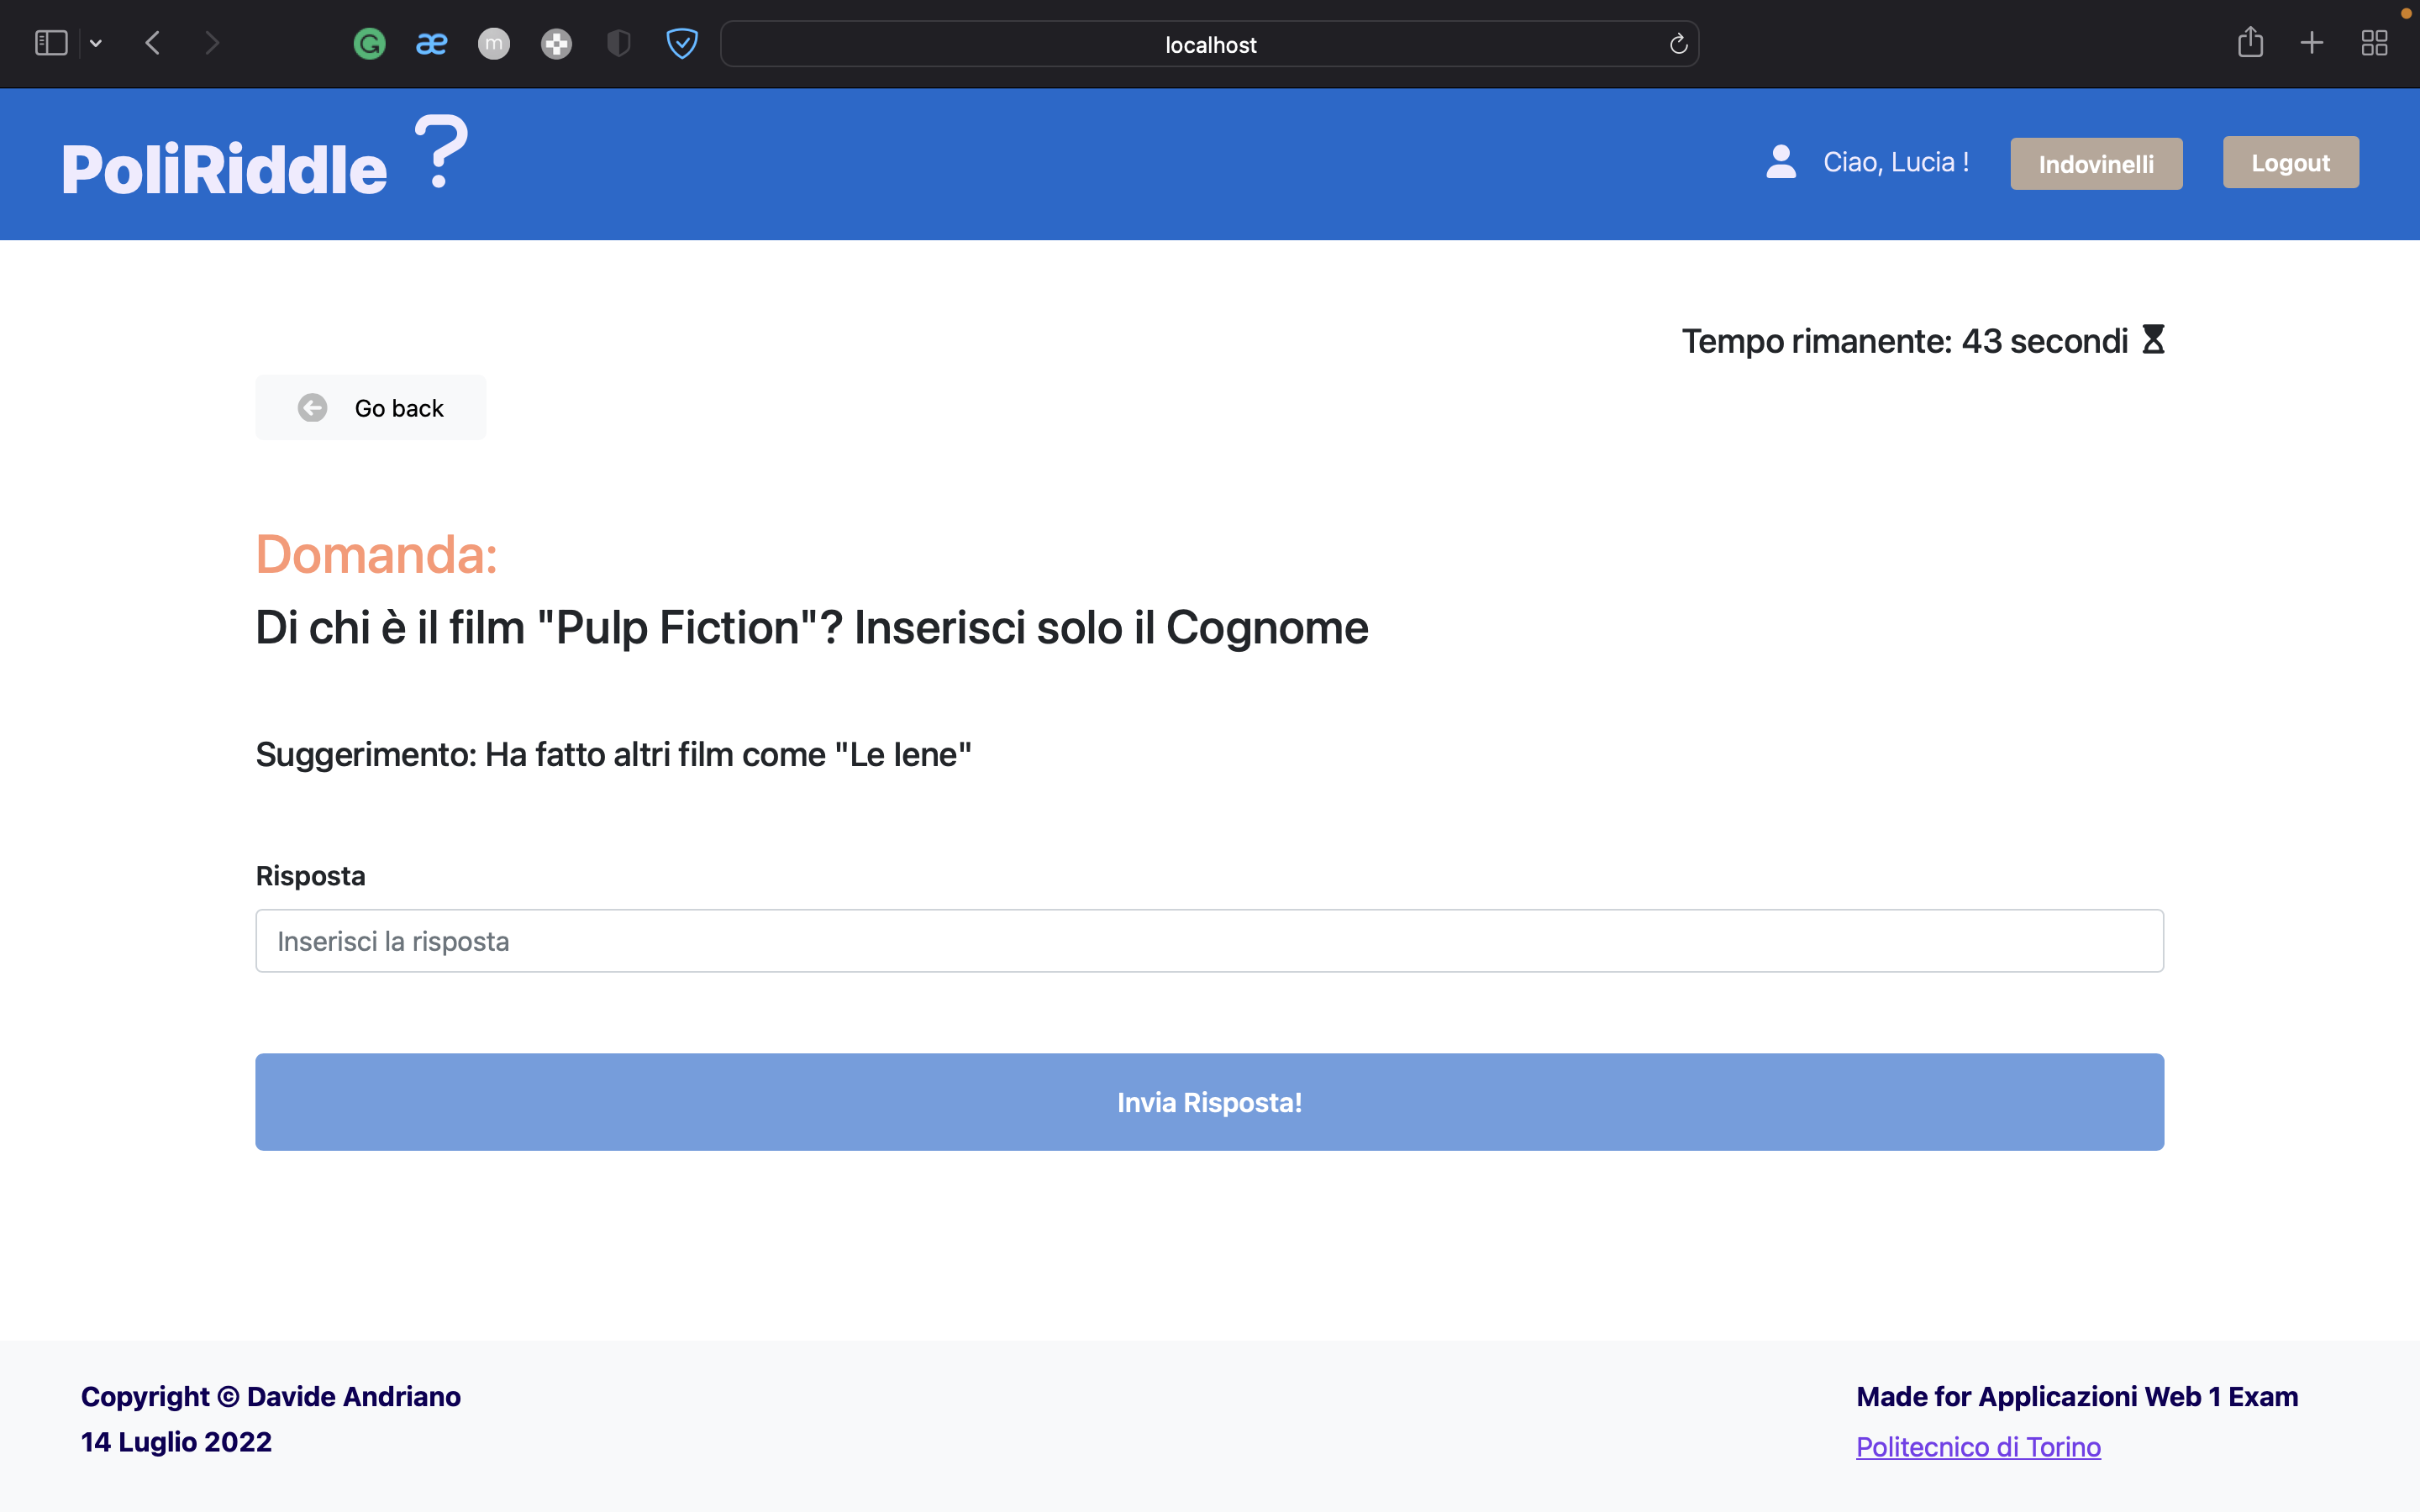 localhost
PoliRiddle ?
Ciao, Lucia !
Indovinelli
Logout
Tempo rimanente: 43 secondi
Go back
Domanda:
Di chi è il film "Pulp Fiction"? Inserisci solo il Cognome
Suggerimento: Ha fatto altri film come "Le Iene"
Risposta
Inserisci la risposta
Invia Risposta!
Copyright © Davide Andriano
14 Luglio 2022
Made for Applicazioni Web 1 Exam
Politecnico di Torino